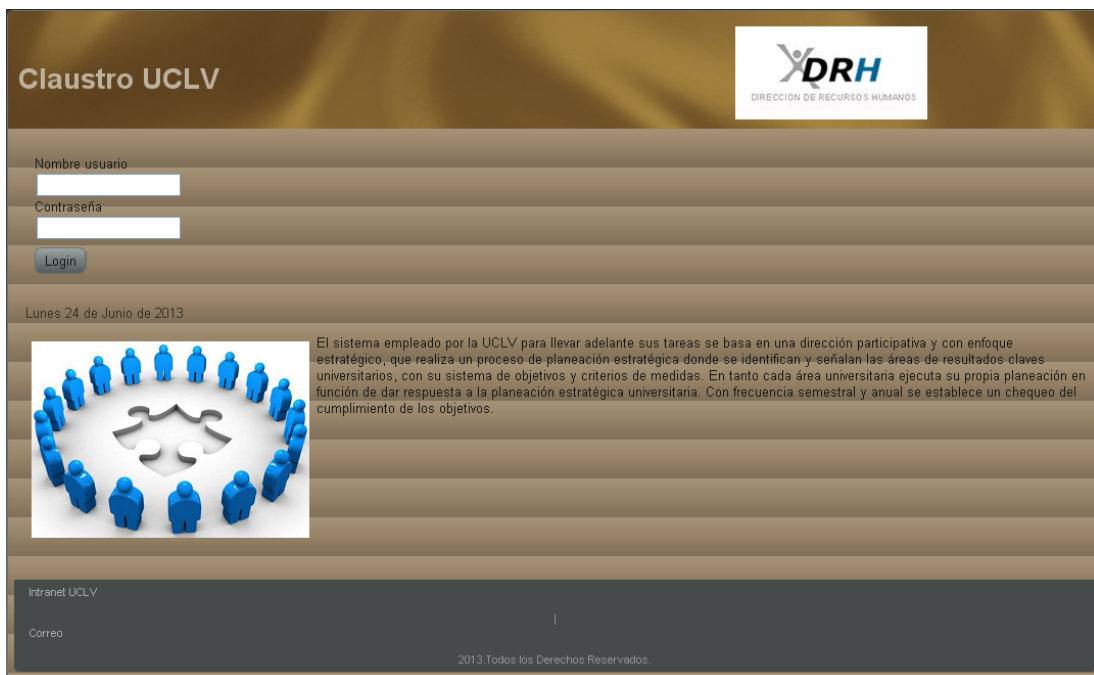 Claustro UCLV
DRH
DIRECCION DE RECURSOS HUMANOS
Nombre usuario
Contraseña
Login
Lunes 24 de Junio de 2013
El sistema empleado por la UCLV para llevar adelante sus tareas se basa en una dirección participativa y con enfoque
estratégico, que realiza un proceso de planeación estratégica donde se identifican y señalan las áreas de resultados claves
universitarios, con su sistema de objetivos y criterios de medidas. En tanto cada área universitaria ejecuta su propia planeación en
función de dar respuesta a la planeación estratégica universitaria. Con frecuencia semestral y anual se establece un chequeo del
cumplimiento de los objetivos.
Intranet UCLV
|
Correo
2013.Todos los Derechos Reservados.